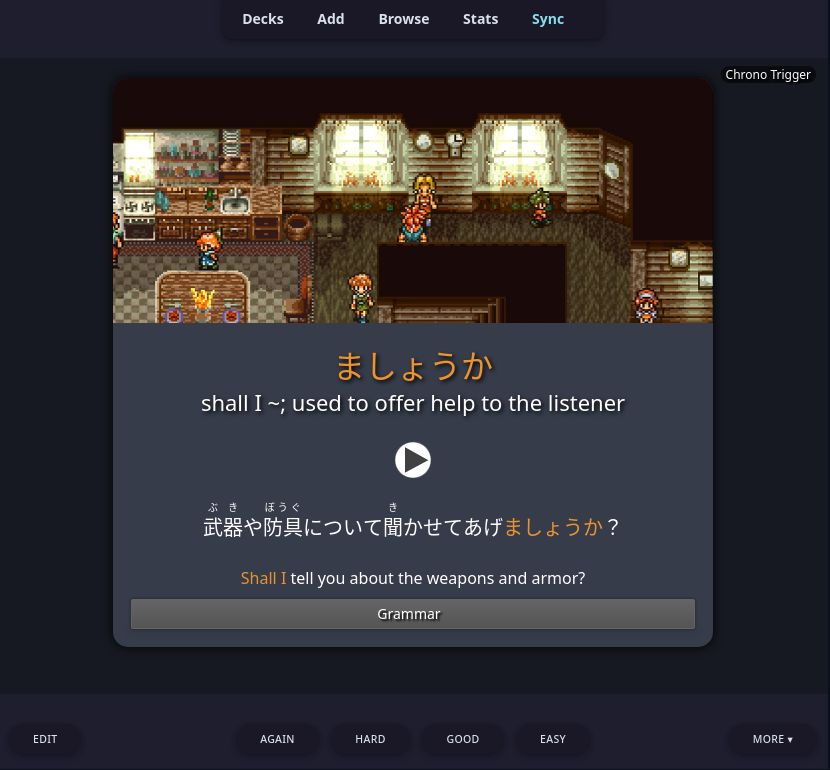 Decks Add Browse Stats Sync
Chrono Trigger
ましょうか
shall I ~; used to offer help to the listener
ぶき ぼうぐ き
武器や防具について聞かせてあげましょうか？
Shall I tell you about the weapons and armor?
Grammar
EDIT AGAIN HARD GOOD EASY MORE ▾